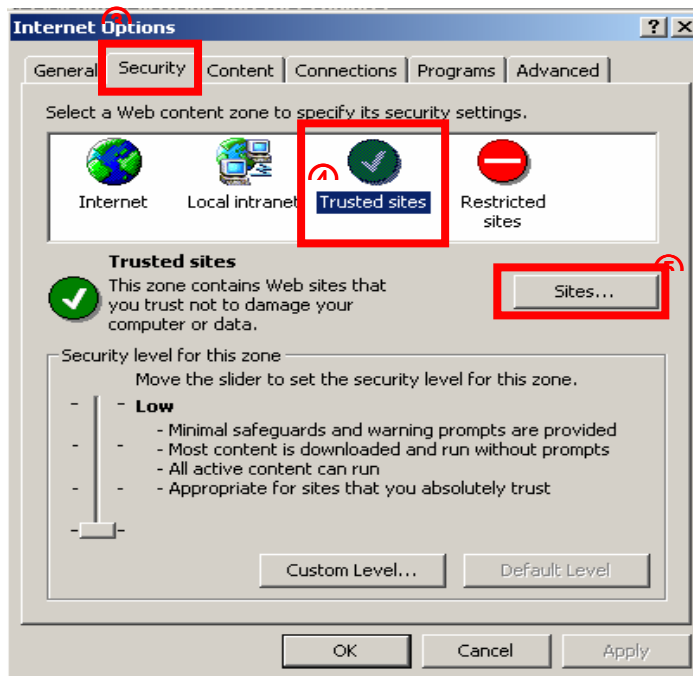 Internet Options
General Security Content Connections Programs Advanced
Select a Web content zone to specify its security settings.
Internet Local intranet Trusted sites Restricted sites
Trusted sites
This zone contains Web sites that
you trust not to damage your
computer or data.
Sites...
Security level for this zone
Move the slider to set the security level for this zone.
Low
- Minimal safeguards and warning prompts are provided
- Most content is downloaded and run without prompts
- All active content can run
- Appropriate for sites that you absolutely trust
Custom Level... Default Level
OK Cancel Apply